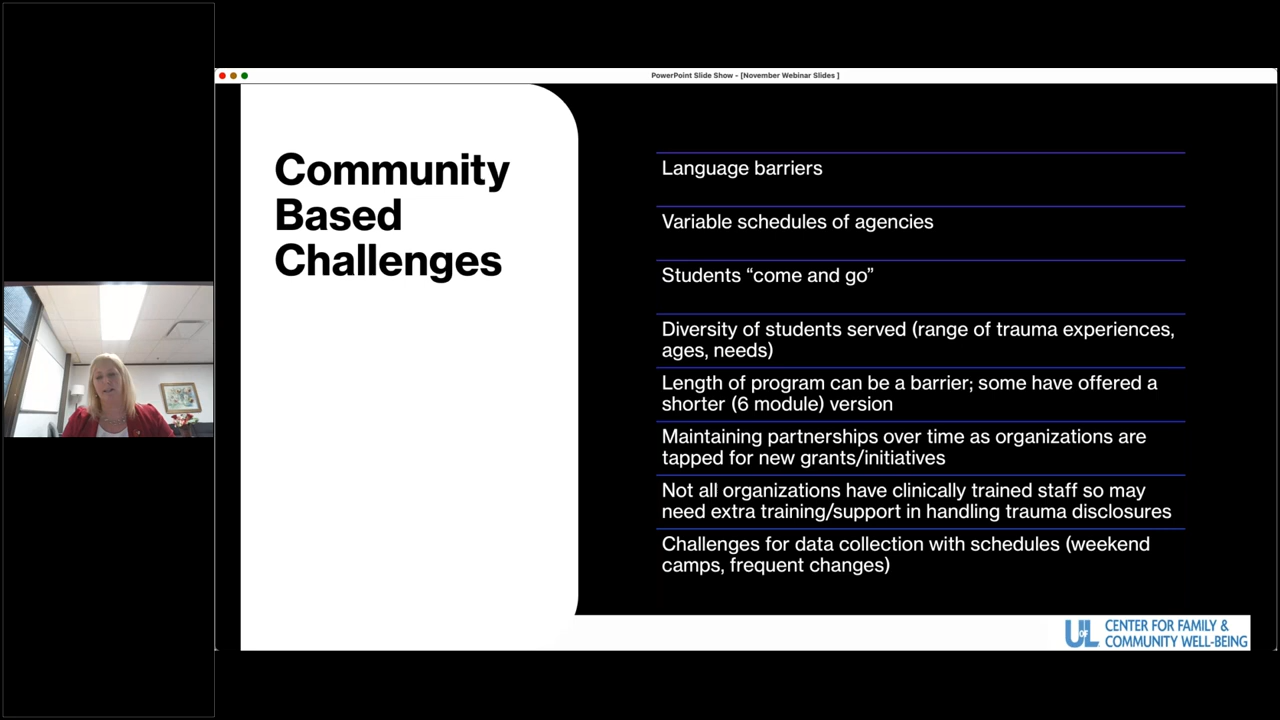 PowerPoint Slide Show - [November Webinar Slides ]
Community
Based
Challenges
Language barriers
Variable schedules of agencies
Students “come and go”
Diversity of students served (range of trauma experiences,
ages, needs)
Length of program can be a barrier; some have offered a
shorter (6 module) version
Maintaining partnerships over time as organizations are
tapped for new grants/initiatives
Not all organizations have clinically trained staff so may
need extra training/support in handling trauma disclosures
Challenges for data collection with schedules (weekend
camps, frequent changes)
UofL CENTER FOR FAMILY &
COMMUNITY WELL-BEING